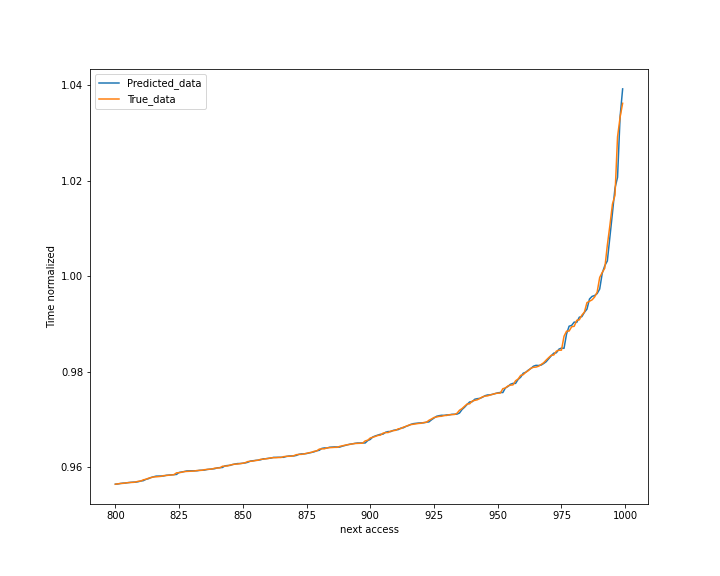 Predicted_data
True_data
1.04
1.02
1.00
0.98
0.96
Time normalized
800 825 850 875 900 925 950 975 1000
next access